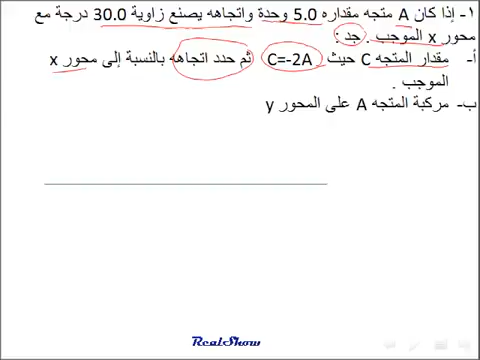 ١- إذا كان A متجه مقداره 5.0 وحدة واتجاهه يصنع زاوية 30.0 درجة مع
محور x الموجب . جد :
أ- مقدار المتجه C حيث C=-2A ثم حدد اتجاهه بالنسبة إلى محور x
الموجب .
ب- مركبة المتجه A على المحور y
RealShow